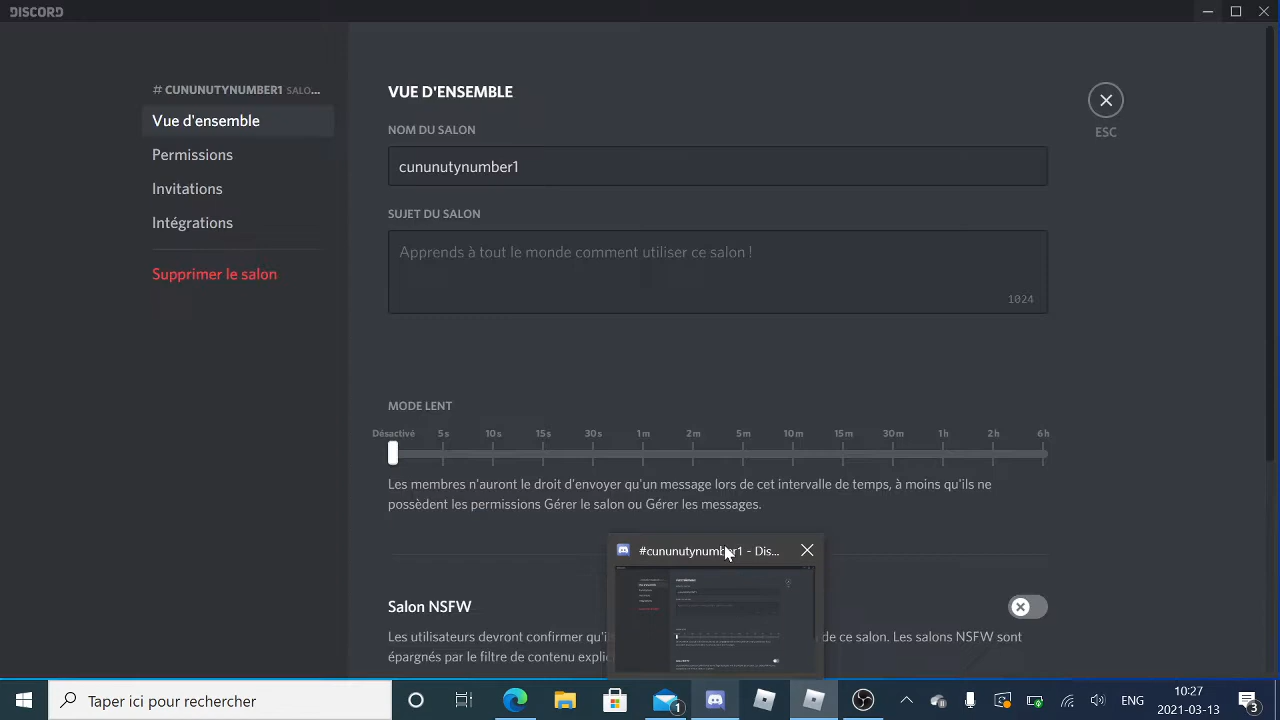 DISCORD
# CUNUNUTYNUMBER1 SALO...
Vue d'ensemble
Permissions
Invitations
Intégrations
Supprimer le salon
VUE D'ENSEMBLE
NOM DU SALON
cununutynumber1
SUJET DU SALON
Apprends à tout le monde comment utiliser ce salon !
1024
ESC
MODE LENT
Désactivé 5s 10s 15s 30s 1m 2m 5m 10m 15m 30m 1h 2h 6h
Les membres n'auront le droit d'envoyer qu'un message lors de cet intervalle de temps, à moins qu'ils ne
possèdent les permissions Gérer le salon ou Gérer les messages.
#cununutynumber1 - Dis...
Salon NSFW
Les utilisateurs devront confirmer qu'i de ce salon. Les salons NSFW sont
épargnés par le filtre de contenu explic
Taper ici pour rechercher
1
ENG
10:27
2021-03-13
3